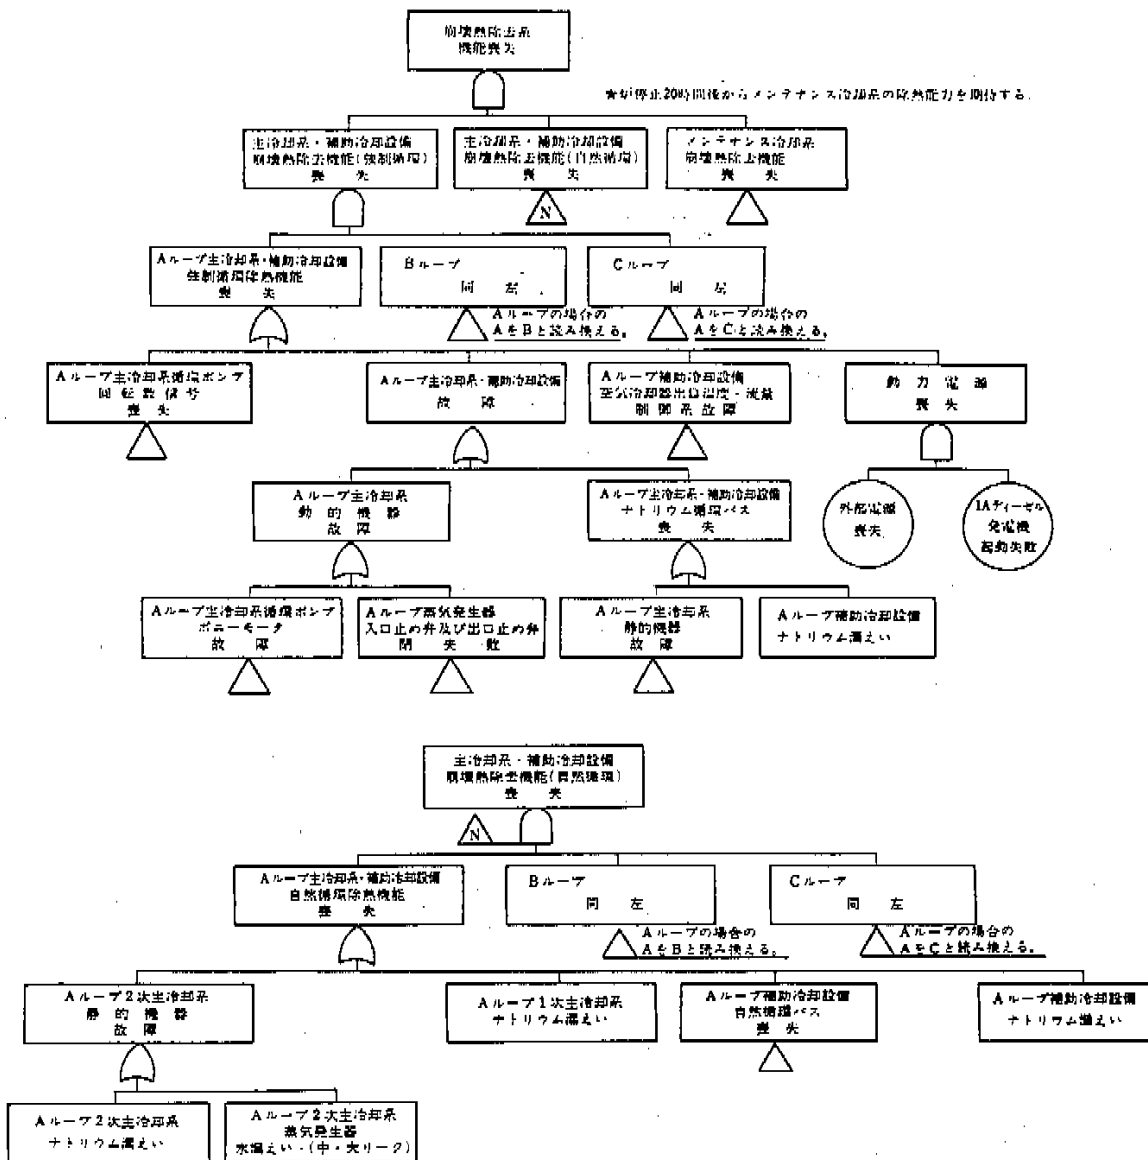 崩壊熱除去系
機能喪失
炉停止20時間後からメンテナンス冷却系の除熱能力を期待する
主冷却系・補助冷却設備
崩壊熱除去機能(強制循環)
喪失
主冷却系・補助冷却設備
崩壊熱除去機能(自然循環)
喪失
メンテナンス冷却系
崩壊熱除去機能
喪失
N
Aループ主冷却系・補助冷却設備
強制循環除熱機能
喪失
Bループ
同左
Cループ
同左
Aループの場合の
AをBと読み換える。
Aループの場合の
AをCと読み換える。
Aループ主冷却系循環ポンプ
回転数信号
喪失
Aループ主冷却系・補助冷却設備
故障
Aループ補助冷却設備
空気冷却器出口温度・流量
制御系故障
動力電源
喪失
Aループ主冷却系
動的機器
故障
Aループ主冷却系・補助冷却設備
ナトリウム循環パス
喪失
外部電源
喪失
1Aディーゼル
発電機
起動失敗
Aループ主冷却系循環ポンプ
ポニーモータ
故障
Aループ蒸気発生器
入口止め弁及び出口止め弁
閉失敗
Aループ主冷却系
静的機器
故障
Aループ補助冷却設備
ナトリウム漏えい
主冷却系・補助冷却設備
崩壊熱除去機能(自然循環)
喪失
N
Aループ主冷却系・補助冷却設備
自然循環除熱機能
喪失
Bループ
同左
Cループ
同左
Aループの場合の
AをBと読み換える。
Aループの場合の
AをCと読み換える。
Aループ2次主冷却系
静的機器
故障
Aループ1次主冷却系
ナトリウム漏えい
Aループ補助冷却設備
自然循環パス
喪失
Aループ補助冷却設備
ナトリウム漏えい
Aループ2次主冷却系
ナトリウム漏えい
Aループ2次主冷却系
蒸気発生器
水漏えい・(中・大リーク)